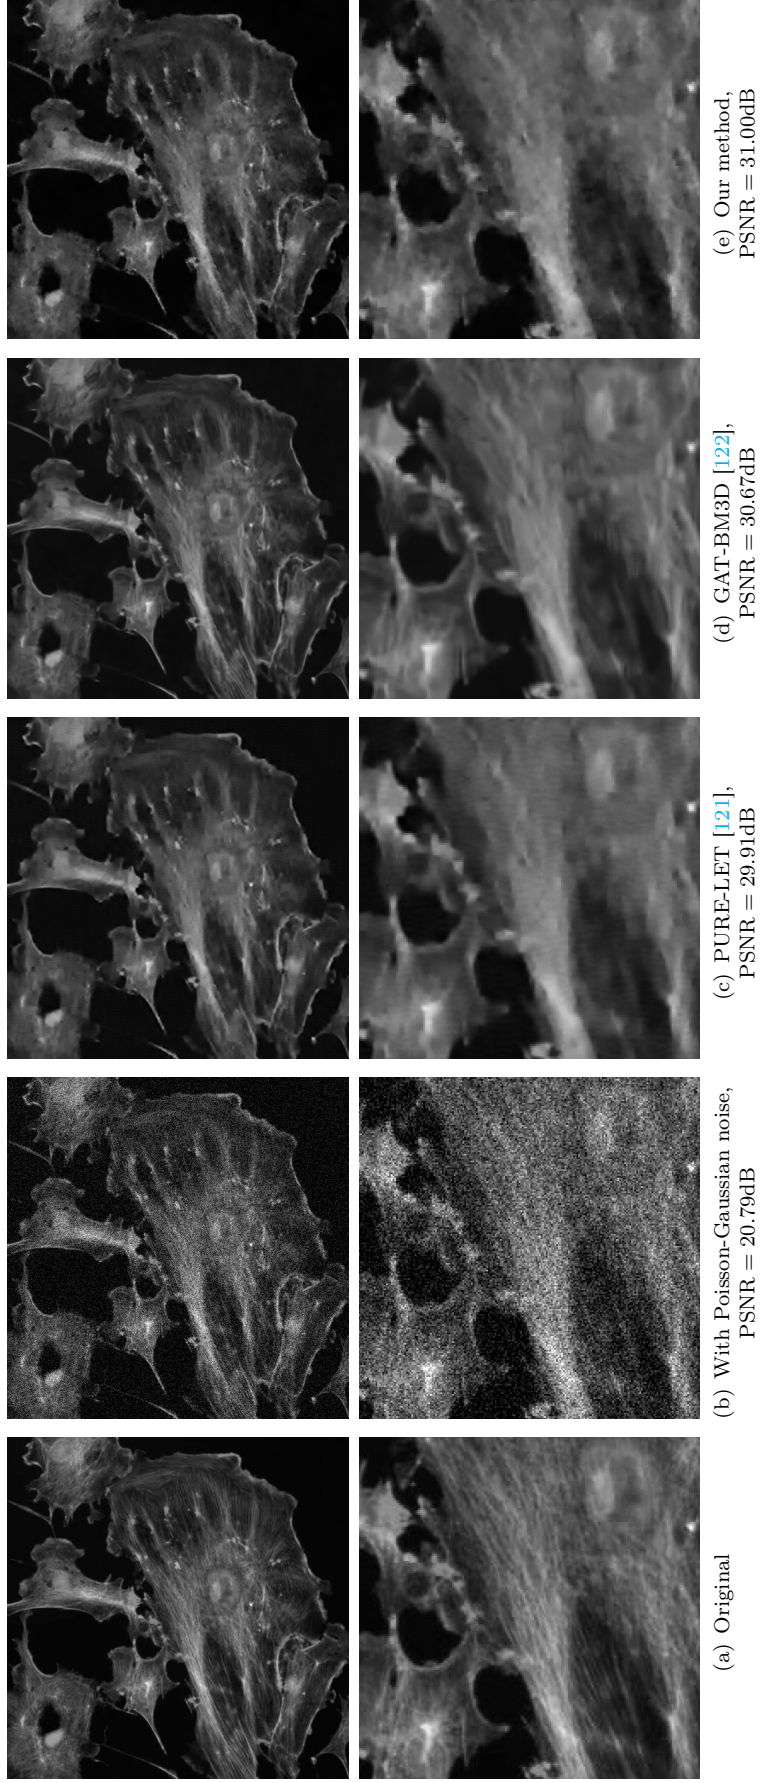 (a) Original
(b) With Poisson-Gaussian noise,
PSNR = 20.79dB
(c) PURE-LET [121],
PSNR = 29.91dB
(d) GAT-BM3D [122],
PSNR = 30.67dB
(e) Our method,
PSNR = 31.00dB